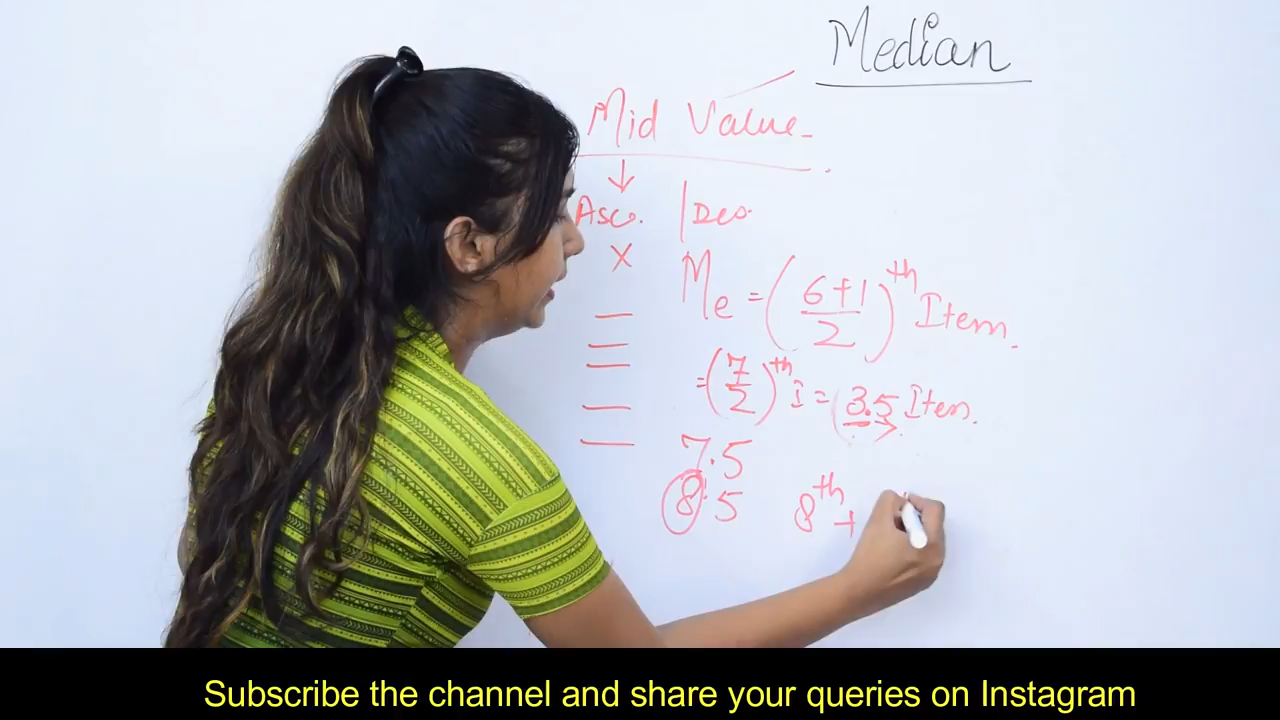 Median
Mid Value
Asc. | Des.
X
Me = (6+1/2)th Item.
= (7/2)th I = (3.5 Item.
7.5
8.5 8th +
Subscribe the channel and share your queries on Instagram